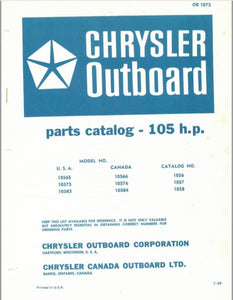 OB 1073
CHRYSLER
Outboard
parts catalog - 105 h.p.
MODEL NO.
U. S. A. CANADA CATALOG NO.
10565 10566 1056
10575 10576 1057
10583 10584 1058
KEEP THIS LIST AVAILABLE FOR REFERENCE. IT IS NOT ONLY VALUABLE
BUT ABSOLUTELY ESSENTIAL IN OBTAINING CORRECT NUMBERS FOR
ORDERING PARTS.
CHRYSLER OUTBOARD CORPORATION
HARTFORD, WISCONSIN, U. S. A.
CHRYSLER CANADA OUTBOARD LTD.
BARRIE, ONTARIO, CANADA
Printed in U.S.A.